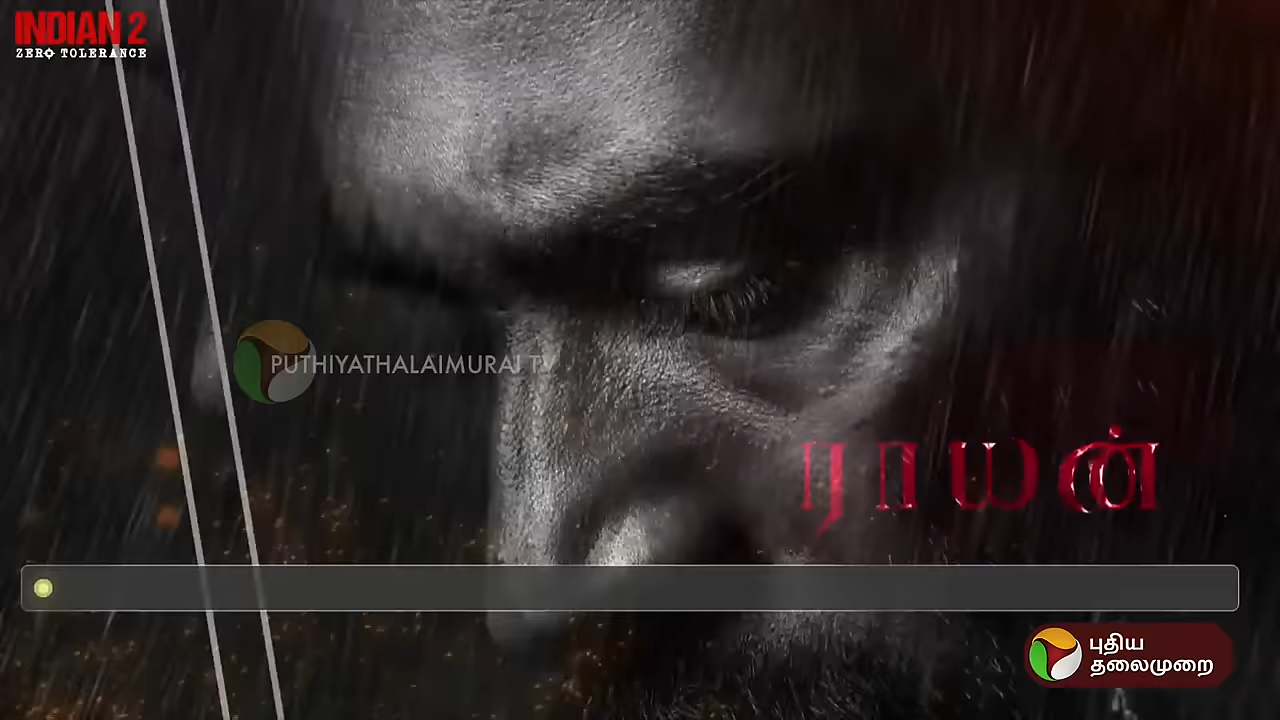 INDIAN 2
ZERO TOLERANCE
PUTHIYATHALAIMURAI TV
ராயன்
புதிய
தலைமுறை